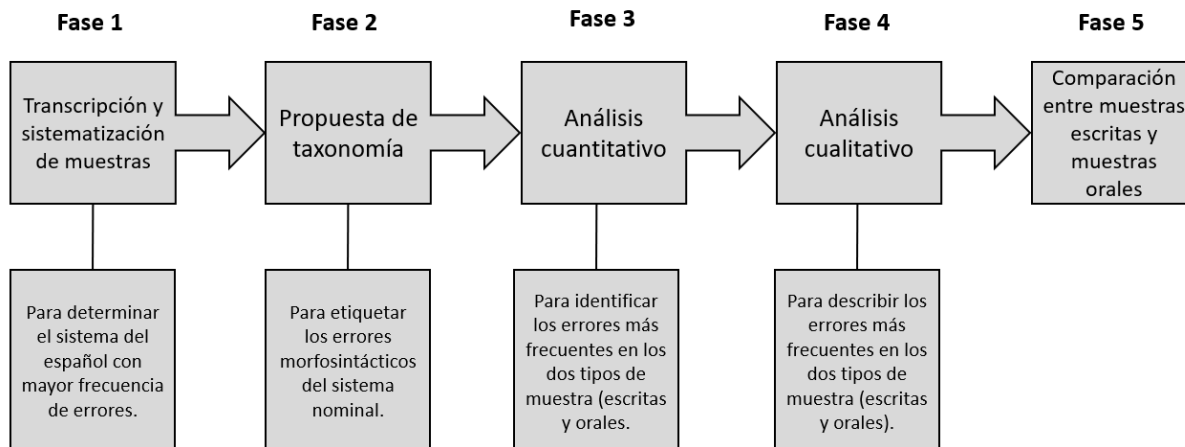 Fase 1
Fase 2
Fase 3
Fase 4
Fase 5
Transcripción y
sistematización
de muestras
Propuesta de
taxonomía
Análisis
cuantitativo
Análisis
cualitativo
Comparación
entre muestras
escritas y
muestras
orales
Para determinar
el sistema del
español con
mayor frecuencia
de errores.
Para etiquetar
los errores
morfosintácticos
del sistema
nominal.
Para identificar
los errores más
frecuentes en los
dos tipos de
muestra (escritas
y orales.
Para describir los
errores más
frecuentes en los
dos tipos de
muestra (escritas
y orales).